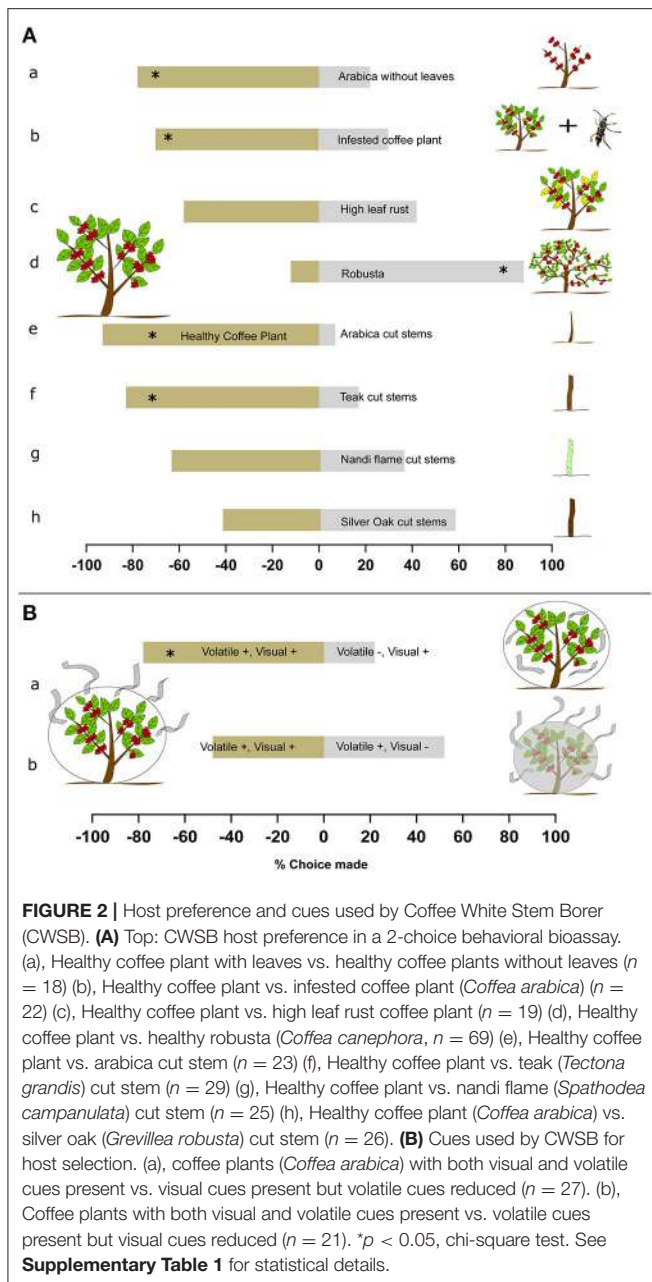 A
a * Arabica without leaves
b * Infested coffee plant +
c High leaf rust
d Robusta *
e * Healthy Coffee Plant Arabica cut stems
f * Teak cut stems
g Nandi flame cut stems
h Silver Oak cut stems
-100 -80 -60 -40 -20 0 20 40 60 80 100
B
a * Volatile +, Visual + Volatile -, Visual +
b Volatile +, Visual + Volatile +, Visual -
-100 -80 -60 -40 -20 0 20 40 60 80 100
% Choice made
FIGURE 2 | Host preference and cues used by Coffee White Stem Borer
(CWSB). (A) Top: CWSB host preference in a 2-choice behavioral bioassay.
(a), Healthy coffee plant with leaves vs. healthy coffee plants without leaves (n
= 18) (b), Healthy coffee plant vs. infested coffee plant (Coffea arabica) (n =
22) (c), Healthy coffee plant vs. high leaf rust coffee plant (n = 19) (d), Healthy
coffee plant vs. healthy robusta (Coffea canephora, n = 69) (e), Healthy coffee
plant vs. arabica cut stem (n = 23) (f), Healthy coffee plant vs. teak (Tectona
grandis) cut stem (n = 29) (g), Healthy coffee plant vs. nandi flame (Spathodea
campanulata) cut stem (n = 25) (h), Healthy coffee plant (Coffea arabica) vs.
silver oak (Grevillea robusta) cut stem (n = 26). (B) Cues used by CWSB for
host selection. (a), coffee plants (Coffea arabica) with both visual and volatile
cues present vs. visual cues present but volatile cues reduced (n = 27). (b),
Coffee plants with both visual and volatile cues present vs. volatile cues
present but visual cues reduced (n = 21). *p < 0.05, chi-square test. See
Supplementary Table 1 for statistical details.